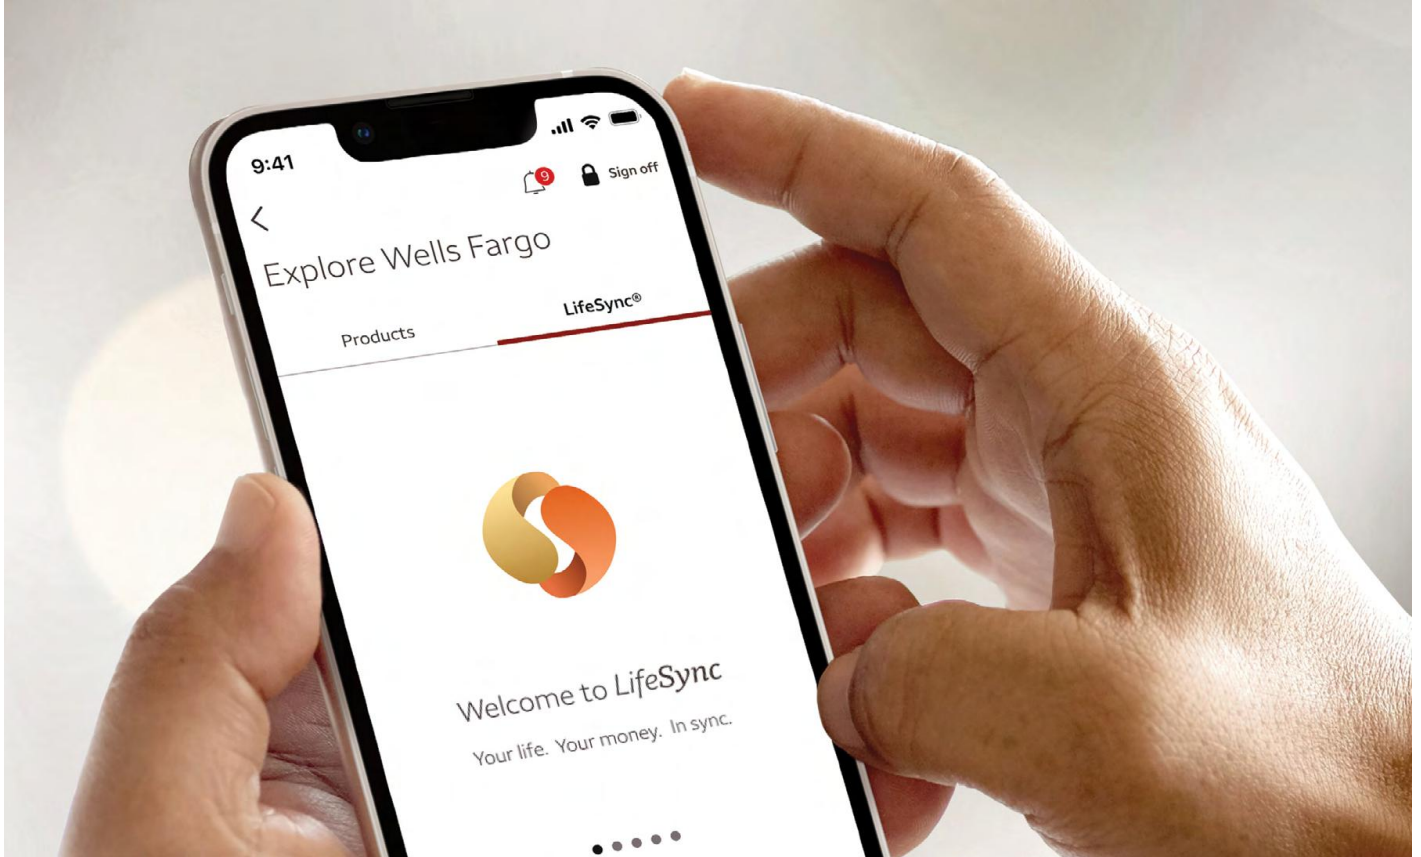 9:41
9
Sign off
Explore Wells Fargo
Products
LifeSync®
Welcome to LifeSync
Your life. Your money. In sync.